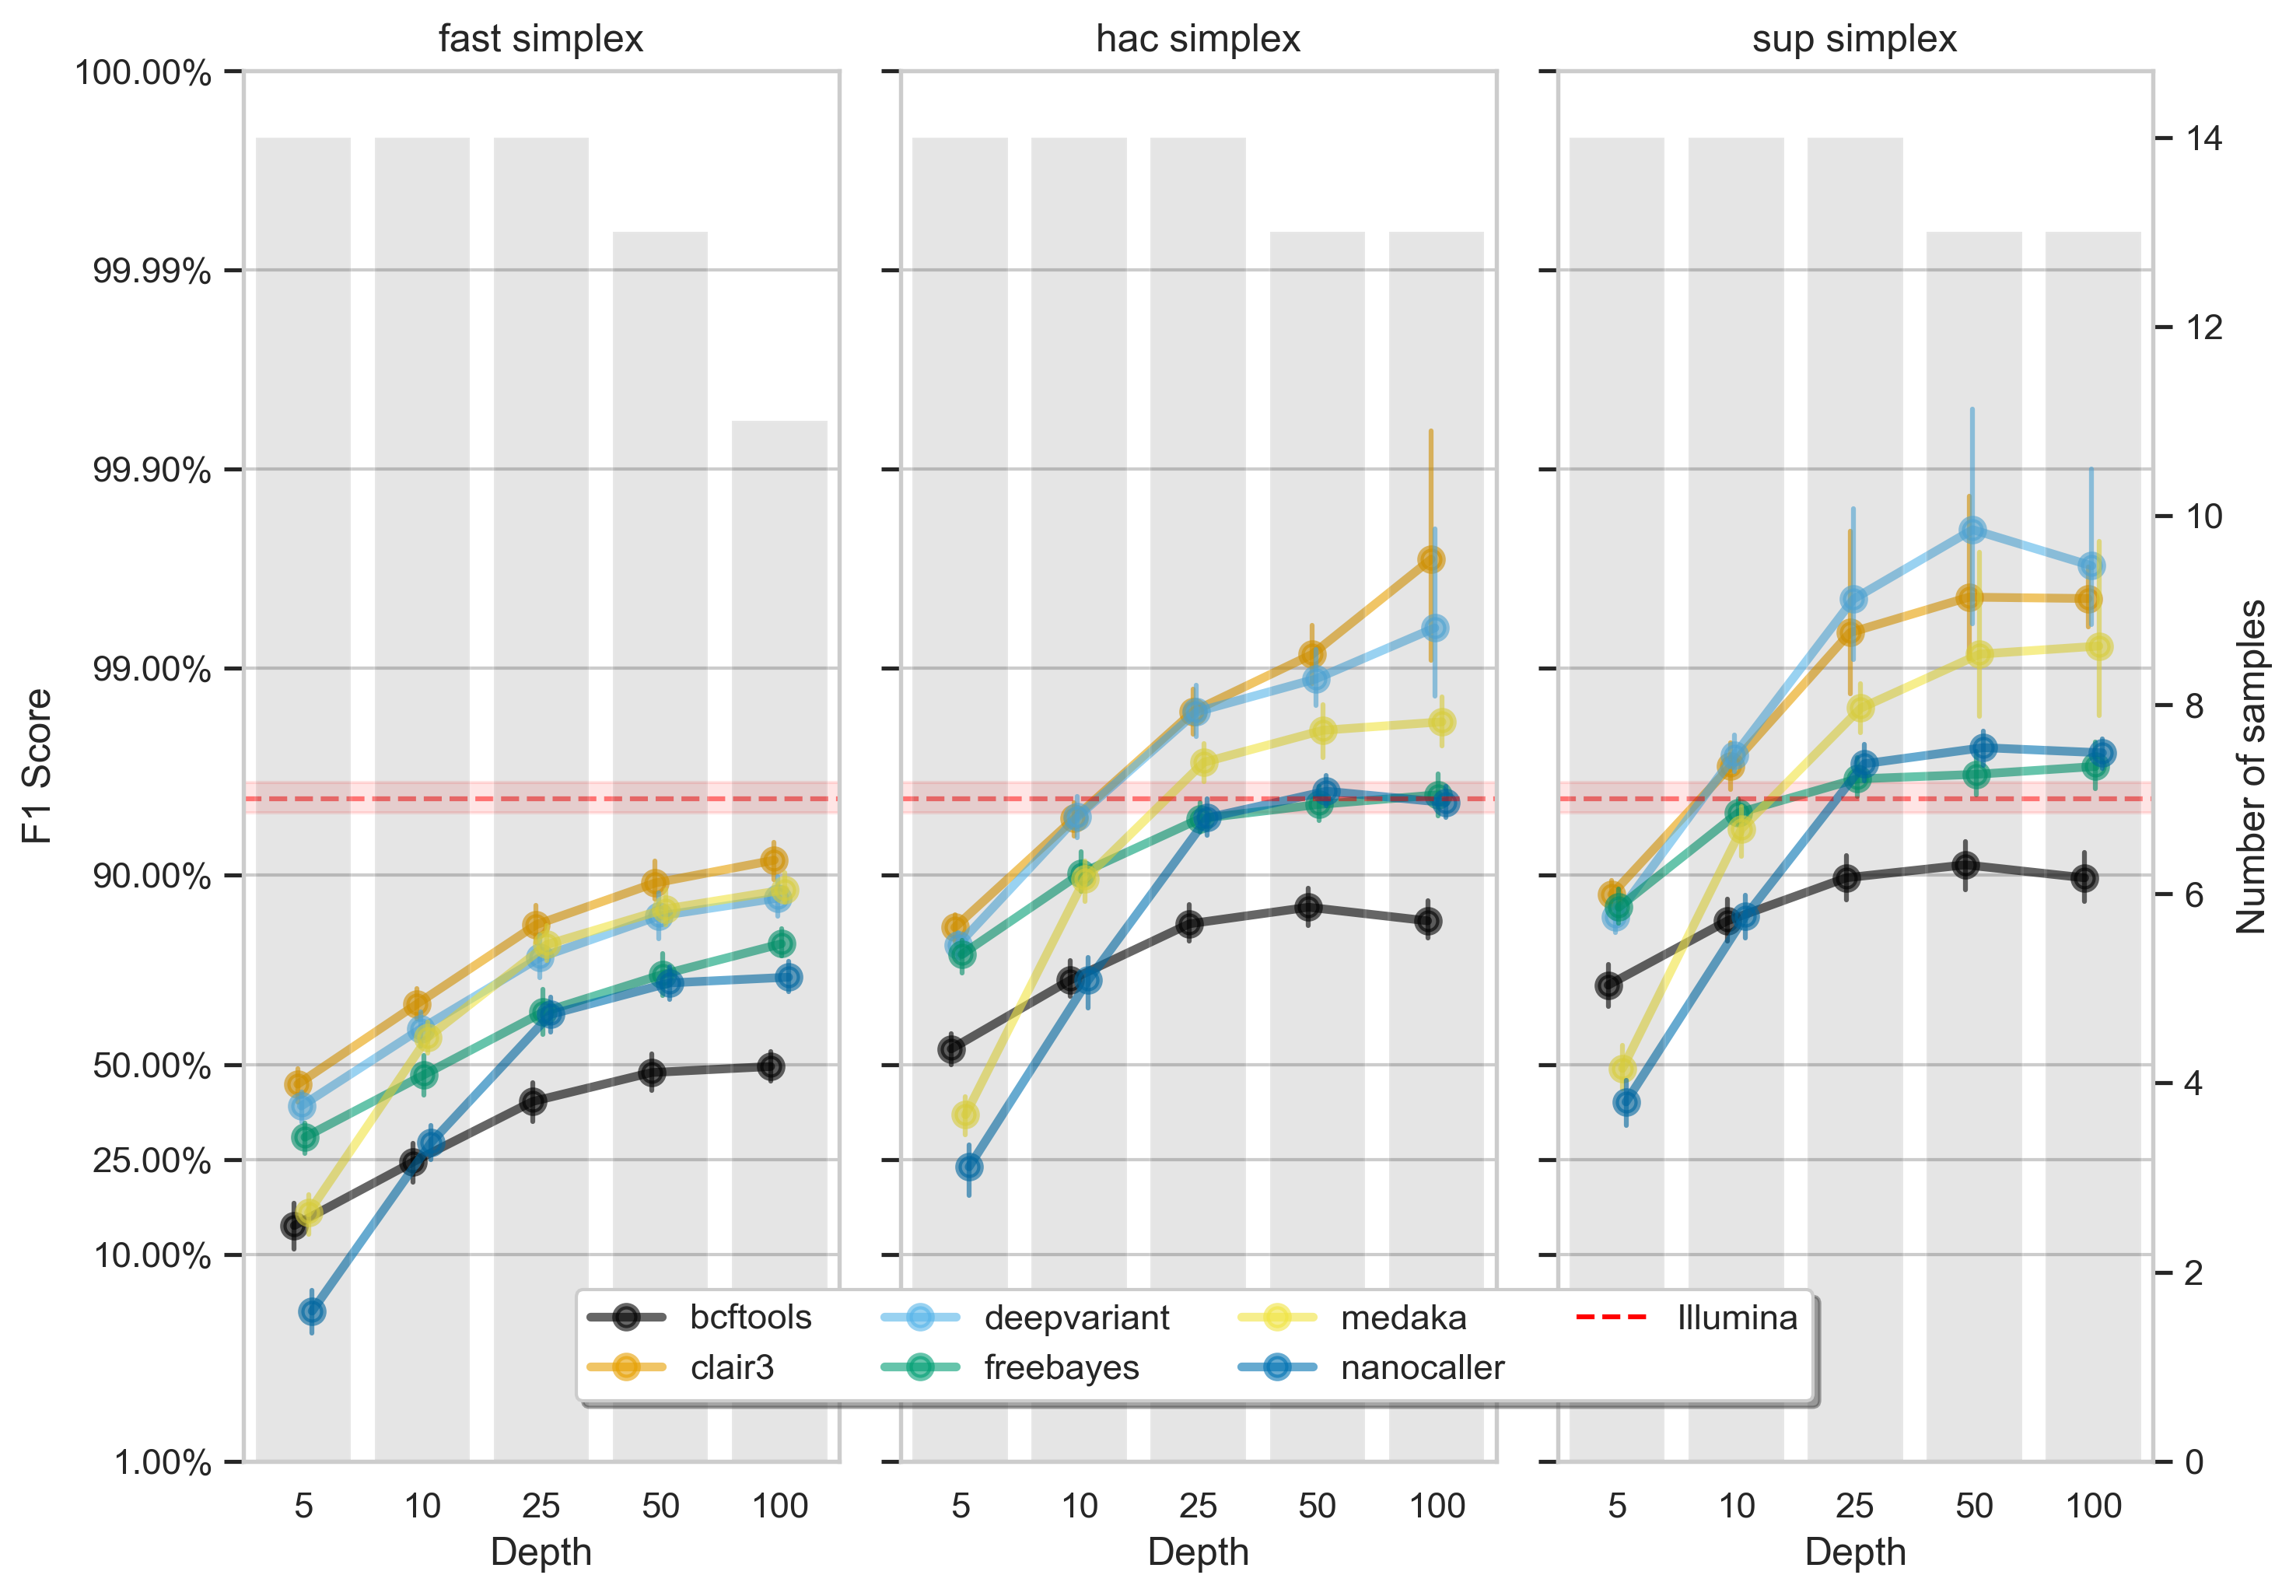 fast simplex hac simplex sup simplex
100.00%
99.99%
99.90%
99.00%
90.00%
50.00%
25.00%
10.00%
1.00%
F1 Score
14
12
10
8
6
4
2
0
Number of samples
bcftools deepvariant medaka Illumina
clair3 freebayes nanocaller
5 10 25 50 100 5 10 25 50 100 5 10 25 50 100
Depth Depth Depth